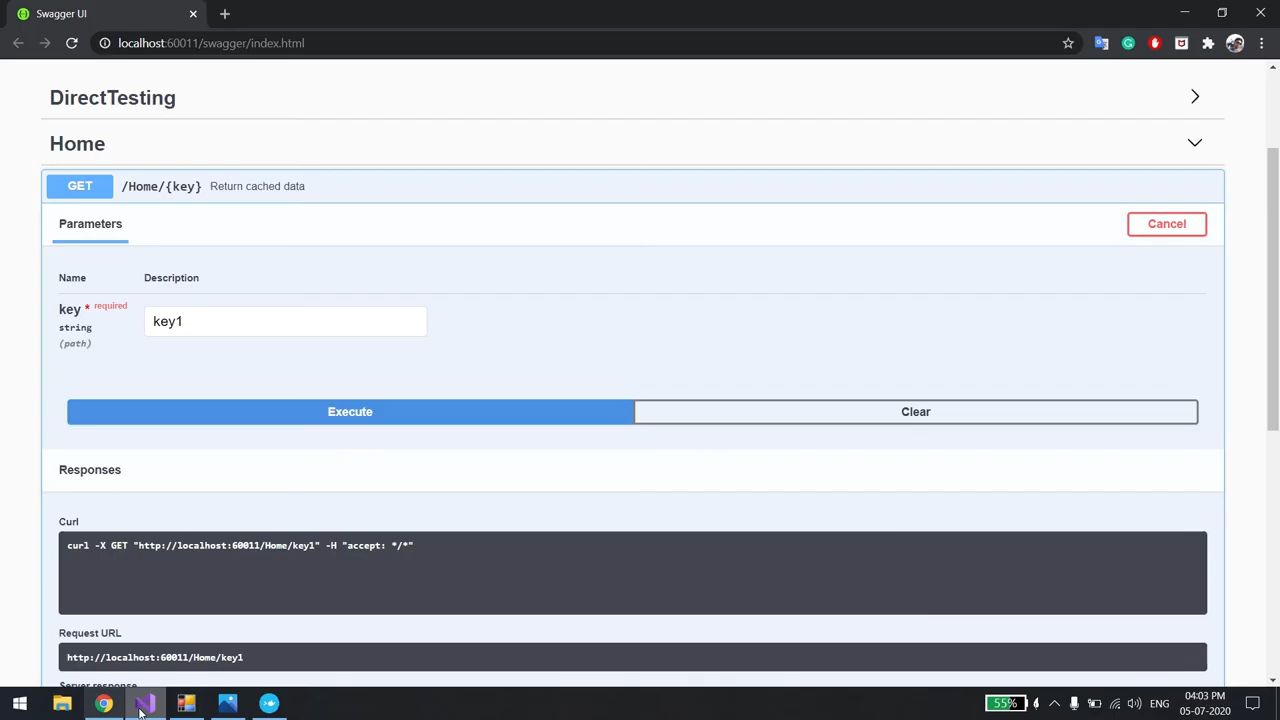 Swagger UI
localhost:60011/swagger/index.html
DirectTesting
Home
GET /Home/{key} Return cached data
Parameters
Cancel
Name Description
key * required
string
(path)
key1
Execute
Clear
Responses
Curl
curl -X GET "http://localhost:60011/Home/key1" -H "accept: */*"
Request URL
http://localhost:60011/Home/key1
Server response
55%
ENG
04:03 PM
05-07-2020